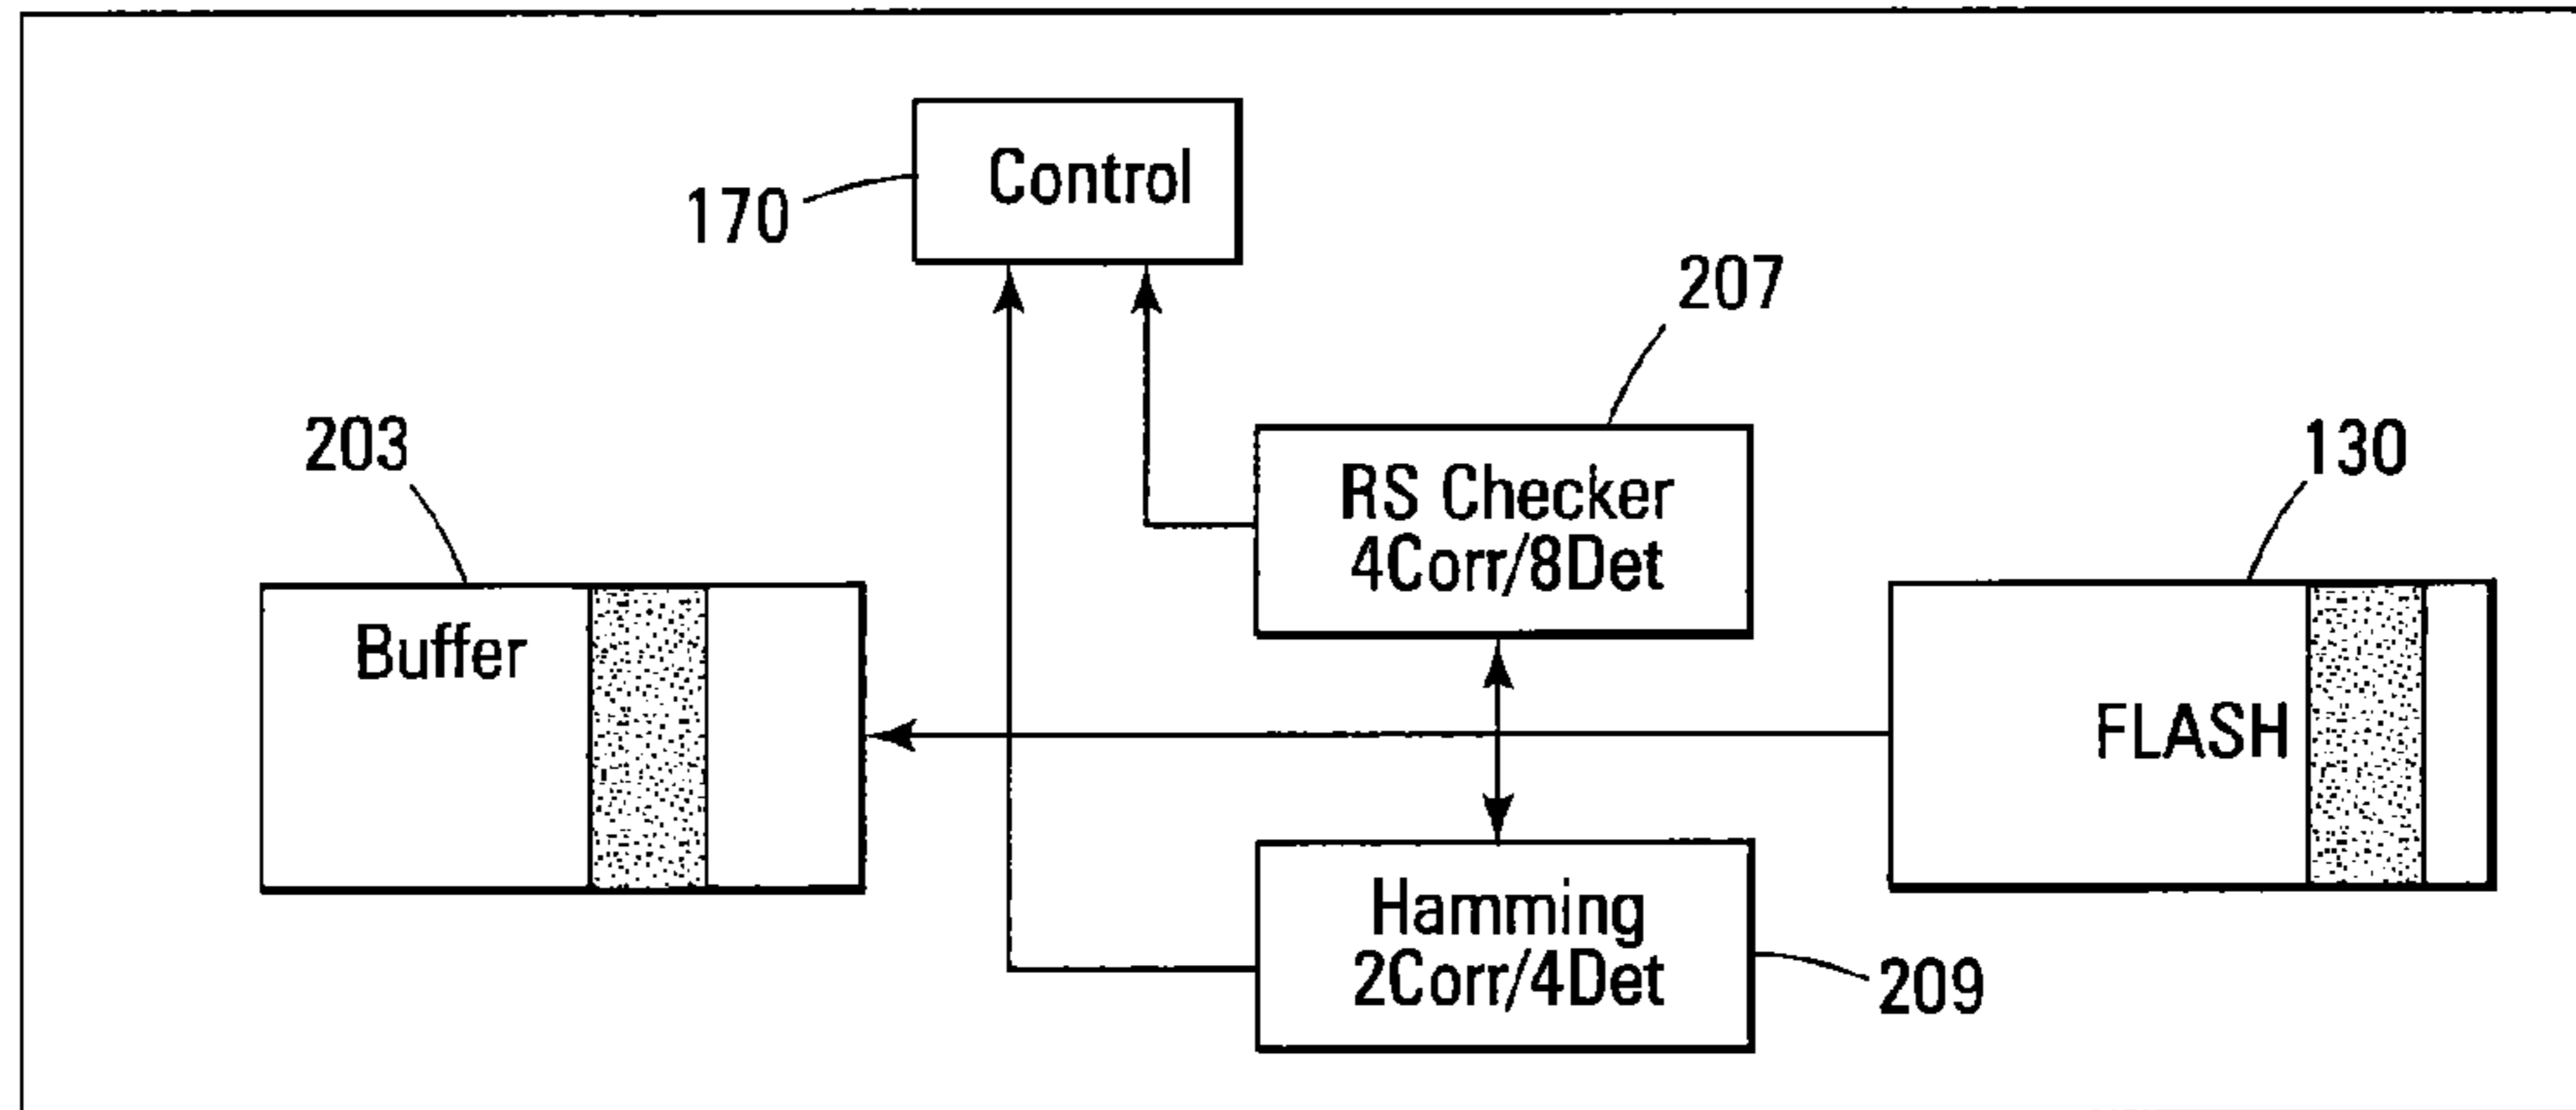 Control
170
207
203
RS Checker
4Corr/8Det
130
Buffer
FLASH
Hamming
2Corr/4Det
209